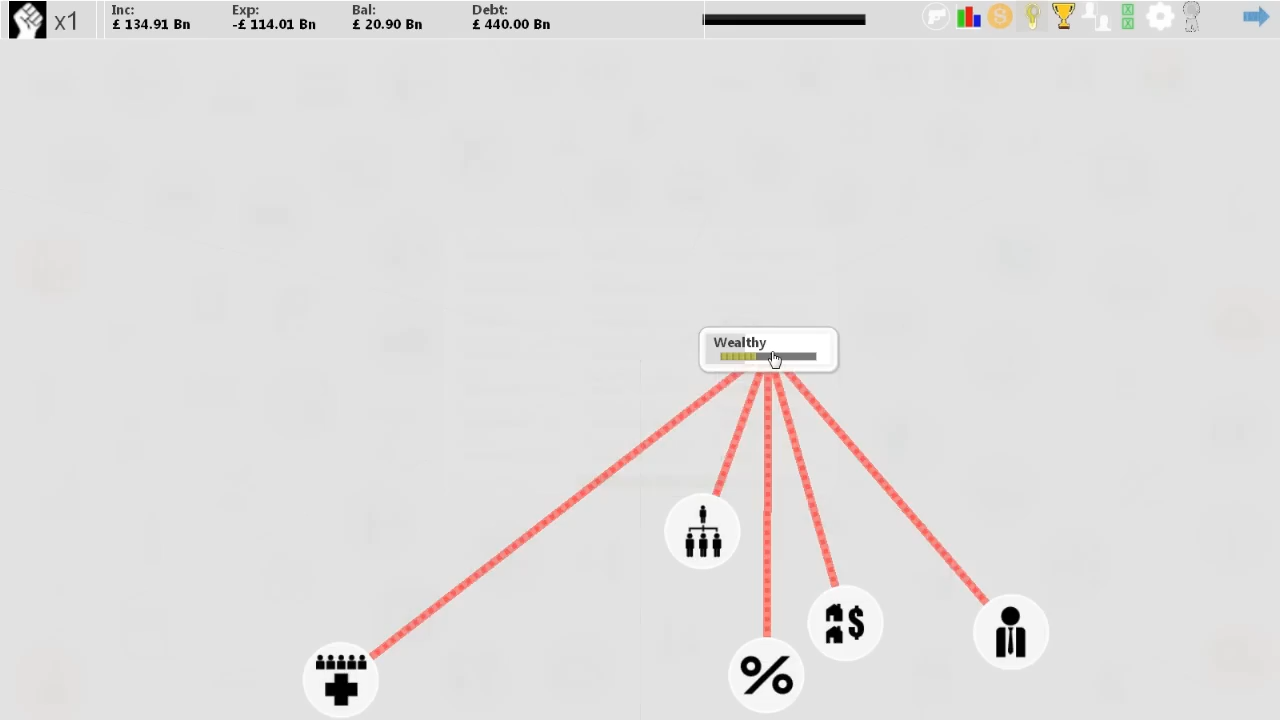 x1
Inc:
£ 134.91 Bn
Exp:
-£ 114.01 Bn
Bal:
£ 20.90 Bn
Debt:
£ 440.00 Bn
Wealthy
%
$